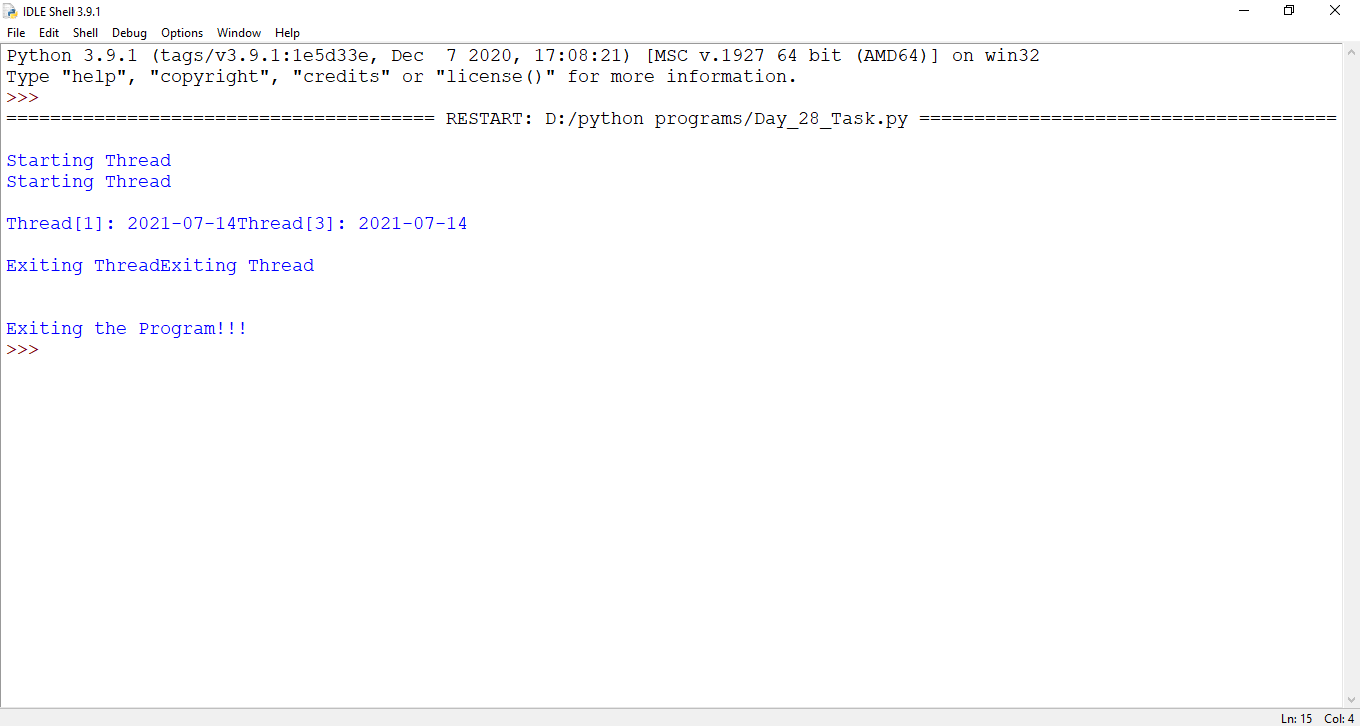 IDLE Shell 3.9.1
File Edit Shell Debug Options Window Help
Python 3.9.1 (tags/v3.9.1:1e5d33e, Dec  7 2020, 17:08:21) [MSC v.1927 64 bit (AMD64)] on win32
Type "help", "copyright", "credits" or "license()" for more information.
>>>
======================================= RESTART: D:/python programs/Day_28_Task.py ======================================
Starting Thread
Starting Thread
Thread[1]: 2021-07-14Thread[3]: 2021-07-14
Exiting ThreadExiting Thread
Exiting the Program!!!
>>>
Ln: 15 Col: 4